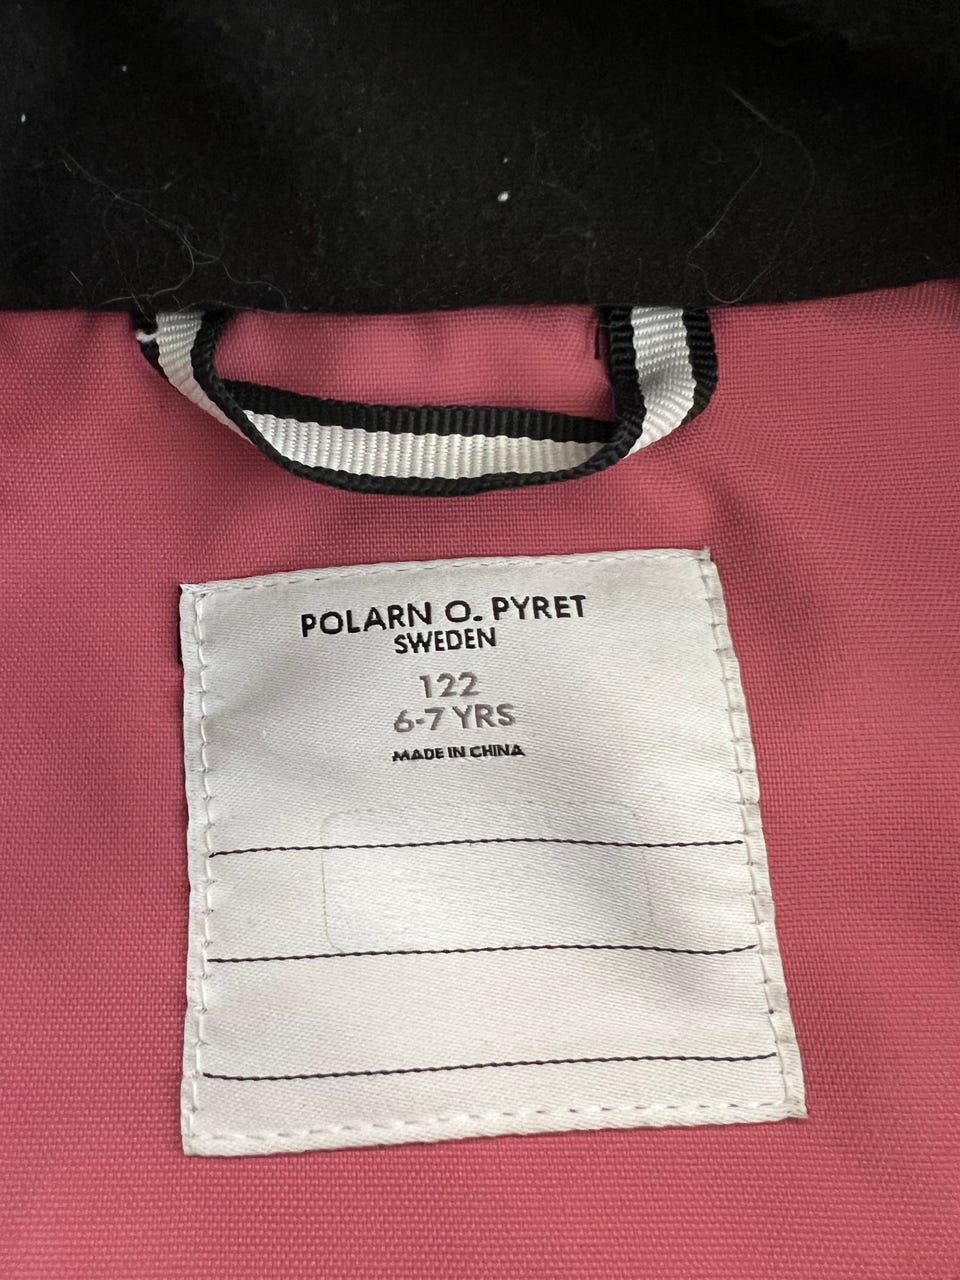 POLARN O. PYRET
SWEDEN
122
6-7 YRS
MADE IN CHINA